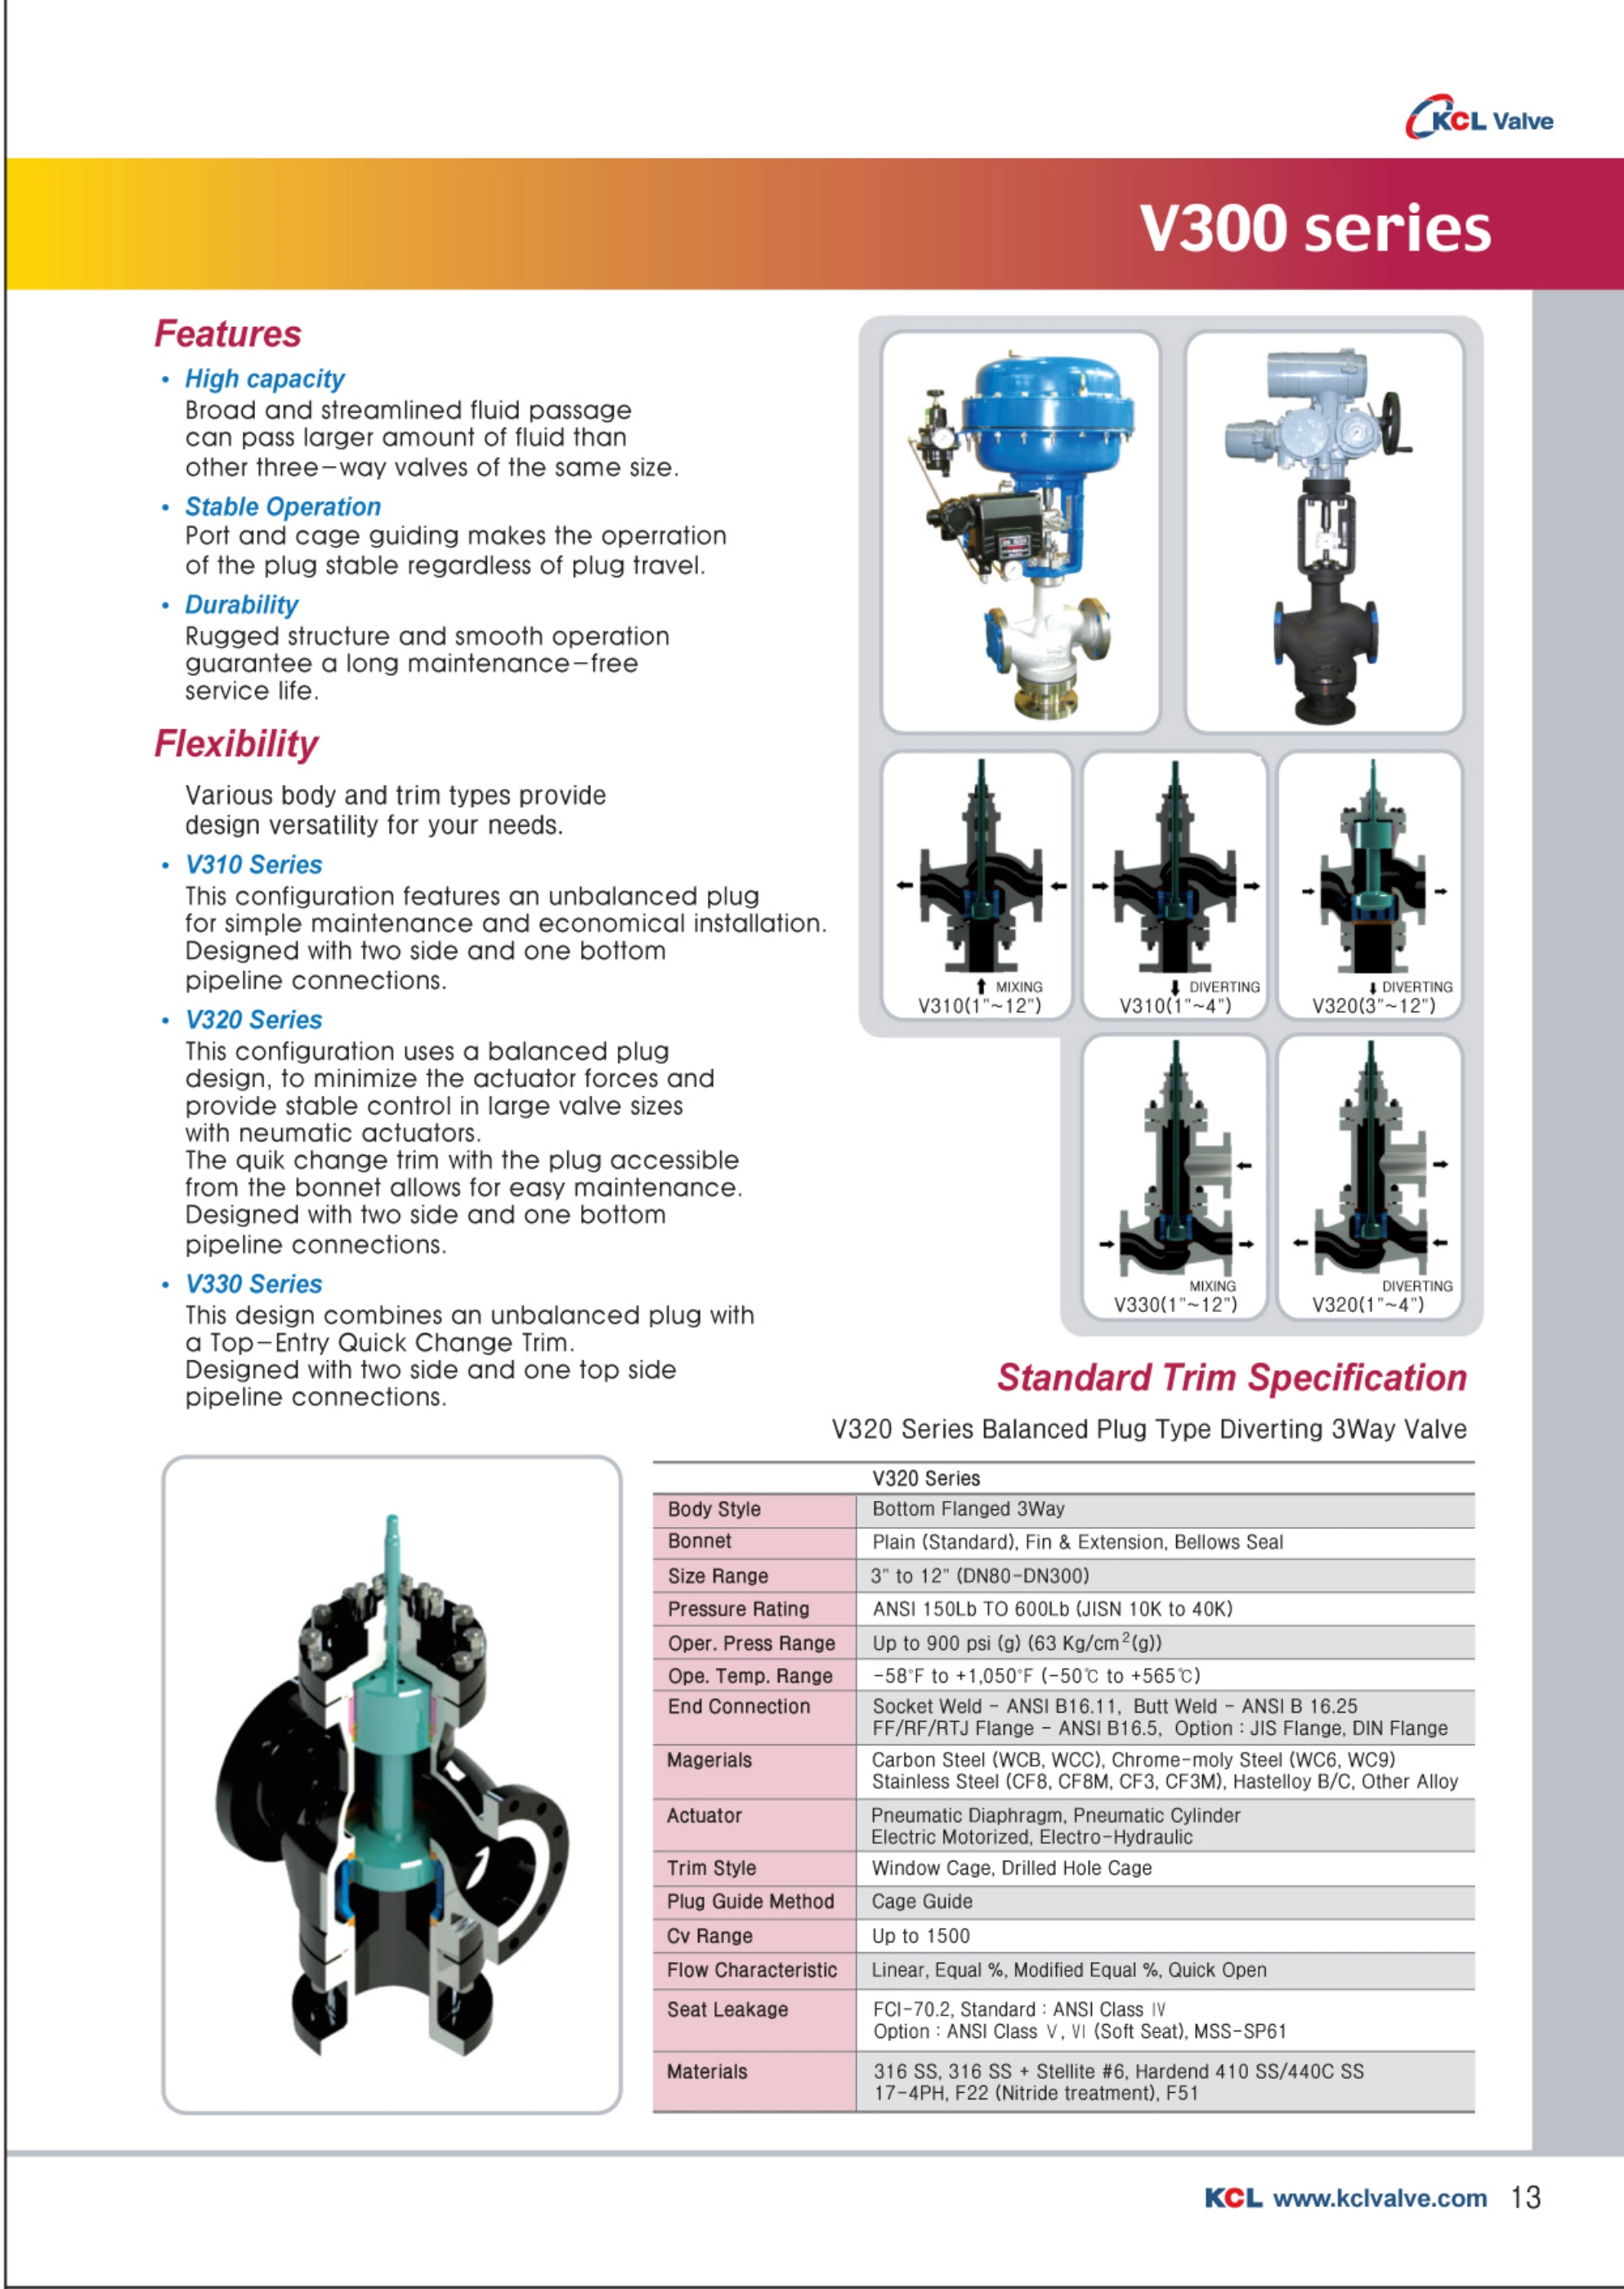 KCL Valve
V300 series
Features
• High capacity
Broad and streamlined fluid passage
can pass larger amount of fluid than
other three-way valves of the same size.
• Stable Operation
Port and cage guiding makes the operration
of the plug stable regardless of plug travel.
• Durability
Rugged structure and smooth operation
guarantee a long maintenance-free
service life.
Flexibility
Various body and trim types provide
design versatility for your needs.
• V310 Series
This configuration features an unbalanced plug
for simple maintenance and economical installation.
Designed with two side and one bottom
pipeline connections.
• V320 Series
This configuration uses a balanced plug
design, to minimize the actuator forces and
provide stable control in large valve sizes
with neumatic actuators.
The quik change trim with the plug accessible
from the bonnet allows for easy maintenance.
Designed with two side and one bottom
pipeline connections.
• V330 Series
This design combines an unbalanced plug with
a Top-Entry Quick Change Trim.
Designed with two side and one top side
pipeline connections.
MIXING
V310(1"~12")
DIVERTING
V310(1"~4")
DIVERTING
V320(3"~12")
MIXING
V330(1"~12")
DIVERTING
V320(1"~4")
Standard Trim Specification
V320 Series Balanced Plug Type Diverting 3Way Valve
V320 Series
Body Style Bottom Flanged 3Way
Bonnet Plain (Standard), Fin & Extension, Bellows Seal
Size Range 3" to 12" (DN80-DN300)
Pressure Rating ANSI 150Lb TO 600Lb (JISN 10K to 40K)
Oper. Press Range Up to 900 psi (g) (63 Kg/cm²(g))
Ope. Temp. Range -58°F to +1,050°F (-50℃ to +565℃)
End Connection Socket Weld - ANSI B16.11, Butt Weld - ANSI B 16.25
FF/RF/RTJ Flange - ANSI B16.5, Option : JIS Flange, DIN Flange
Magerials Carbon Steel (WCB, WCC), Chrome-moly Steel (WC6, WC9)
Stainless Steel (CF8, CF8M, CF3, CF3M), Hastelloy B/C, Other Alloy
Actuator Pneumatic Diaphragm, Pneumatic Cylinder
Electric Motorized, Electro-Hydraulic
Trim Style Window Cage, Drilled Hole Cage
Plug Guide Method Cage Guide
Cv Range Up to 1500
Flow Characteristic Linear, Equal %, Modified Equal %, Quick Open
Seat Leakage FCI-70.2, Standard : ANSI Class Ⅳ
Option : ANSI Class Ⅴ, Ⅵ (Soft Seat), MSS-SP61
Materials 316 SS, 316 SS + Stellite #6, Hardend 410 SS/440C SS
17-4PH, F22 (Nitride treatment), F51
KCL www.kclvalve.com 13